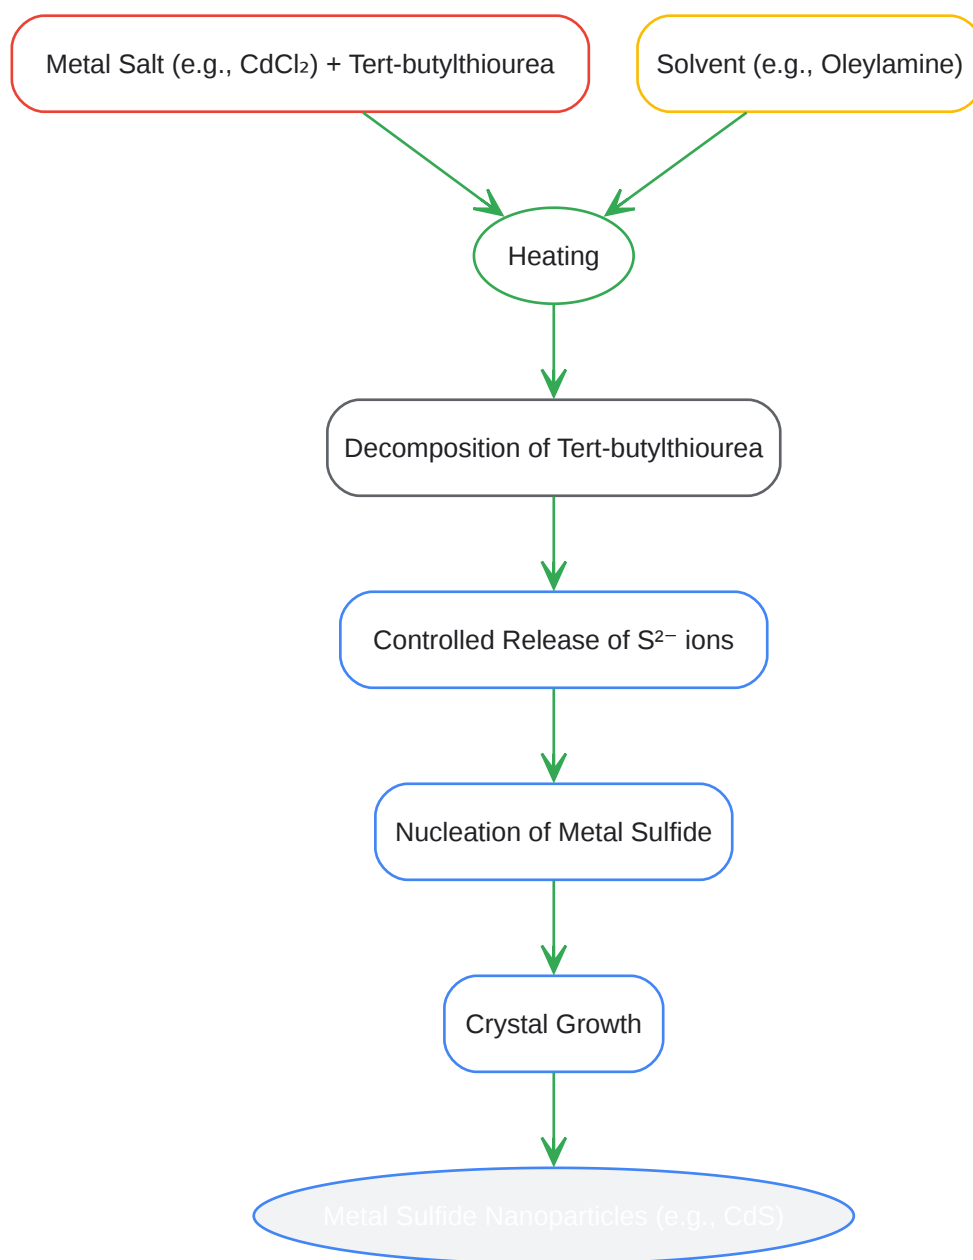 Metal Salt (e.g., CdCl₂) + Tert-butylthiourea
Solvent (e.g., Oleylamine)
Heating
Decomposition of Tert-butylthiourea
Controlled Release of S²⁻ ions
Nucleation of Metal Sulfide
Crystal Growth
Metal Sulfide Nanoparticles (e.g., CdS)